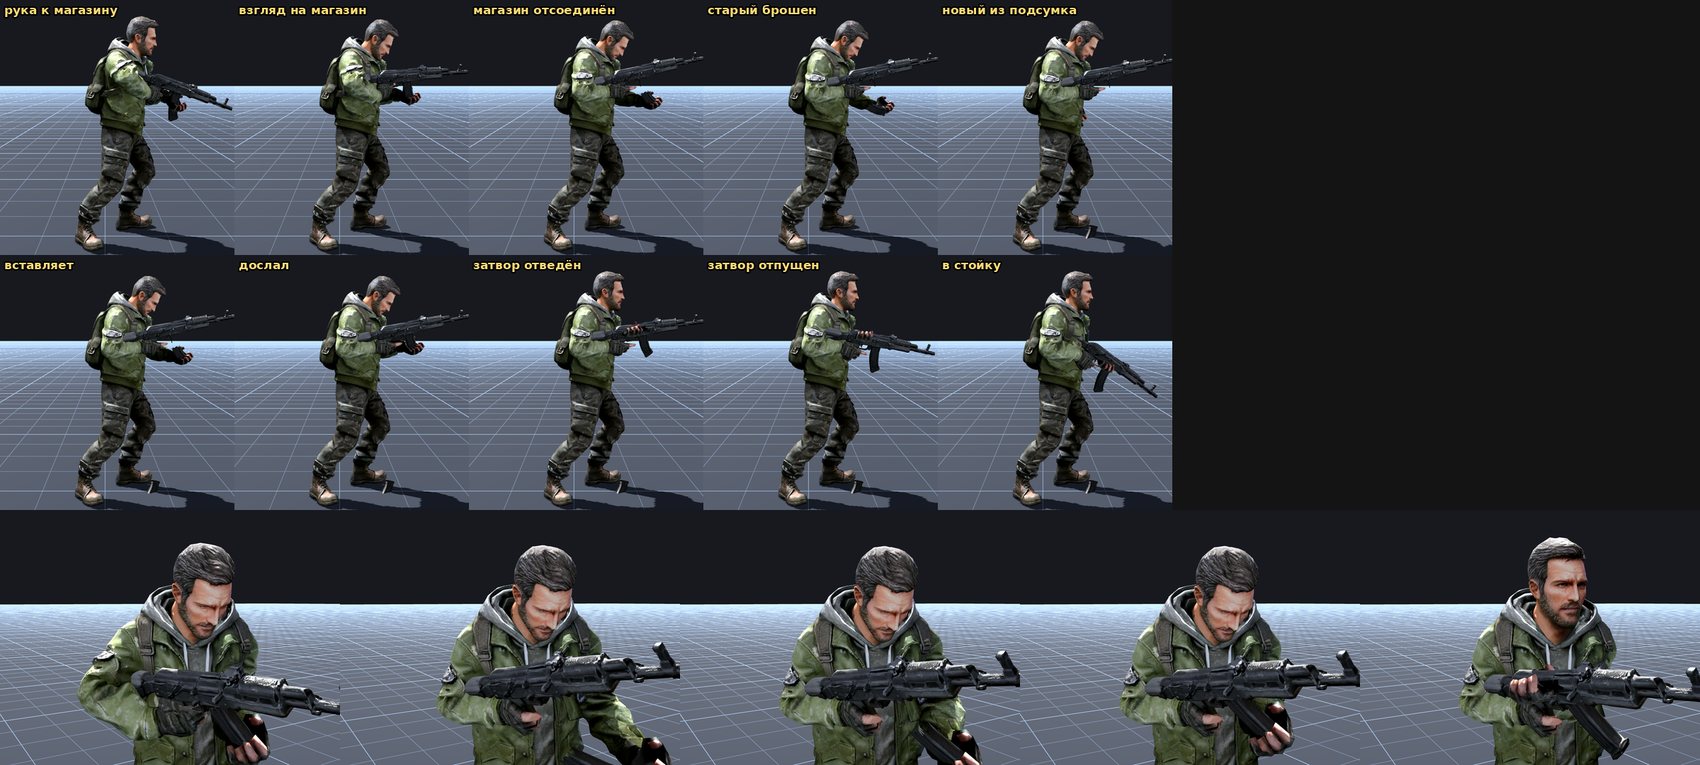 рука к магазину
взгляд на магазин
магазин отсоединён
старый брошен
новый из подсумка
вставляет
дослал
затвор отведён
затвор отпущен
в стойку